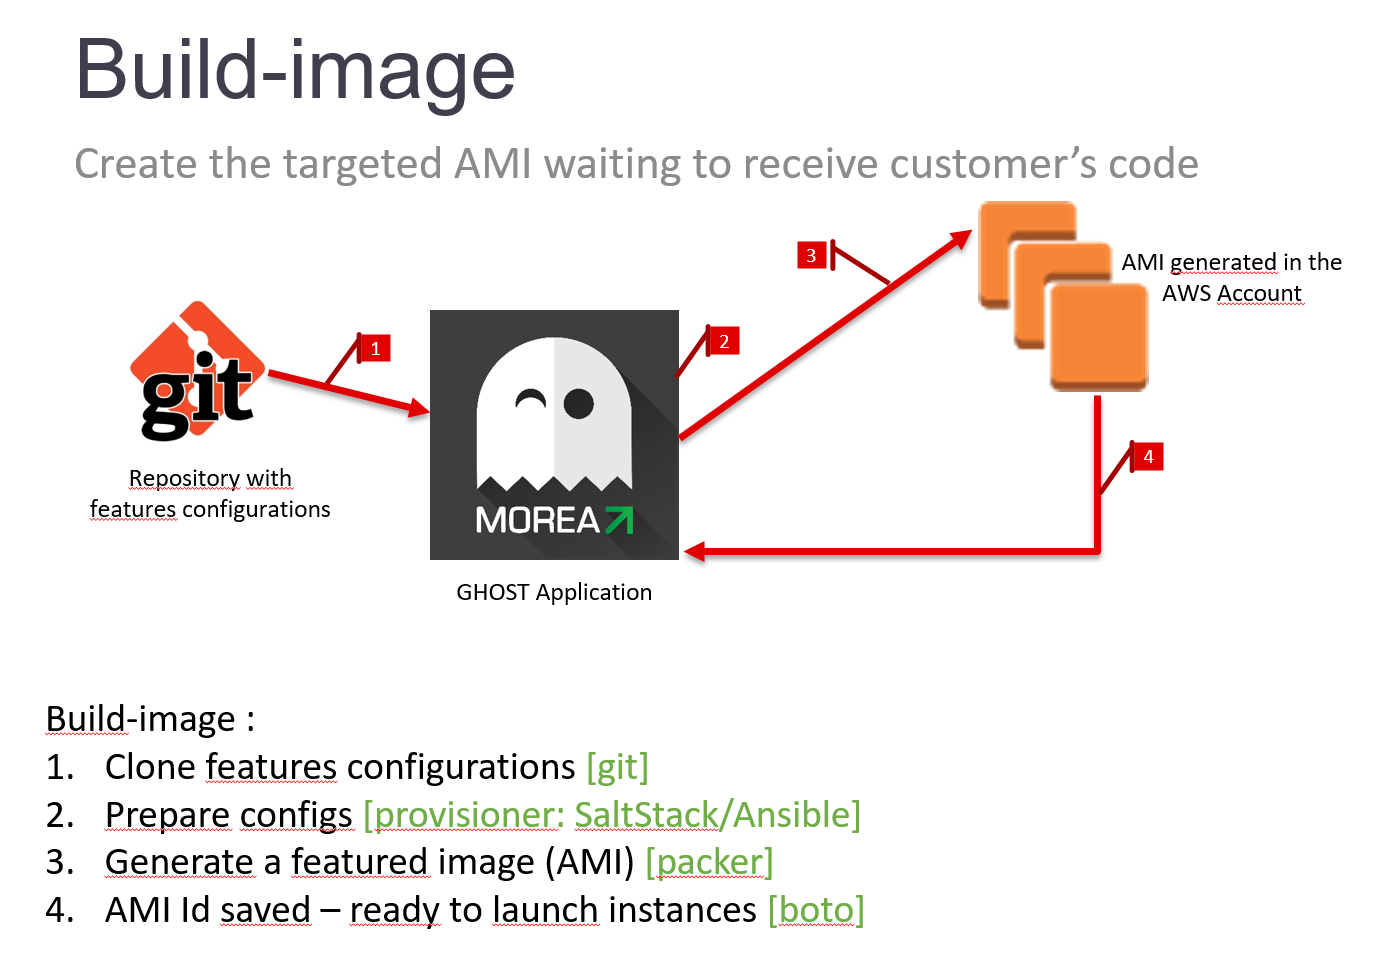 Build-image
Create the targeted AMI waiting to receive customer’s code
3
AMI generated in the
AWS Account
1
2
git
MOREA
4
Repository with
features configurations
GHOST Application
Build-image :
1. Clone features configurations [git]
2. Prepare configs [provisioner: SaltStack/Ansible]
3. Generate a featured image (AMI) [packer]
4. AMI Id saved – ready to launch instances [boto]